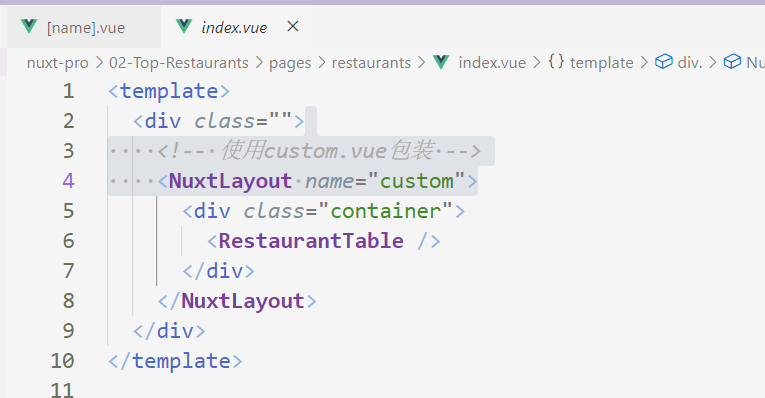 [name].vue index.vue ×
nuxt-pro > 02-Top-Restaurants > pages > restaurants > index.vue > {} template > div. > Nu
1 <template>
2 <div class="">
3 <!-- 使用custom.vue包装 -->
4 <NuxtLayout name="custom">
5 <div class="container">
6 <RestaurantTable />
7 </div>
8 </NuxtLayout>
9 </div>
10 </template>
11